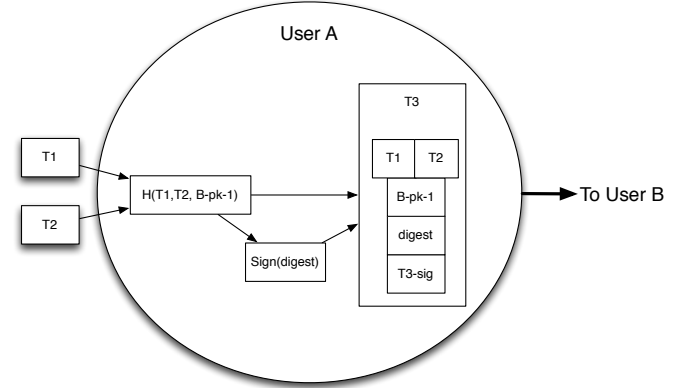 User A
T3
T1
T1 T2
H(T1,T2, B-pk-1)
B-pk-1
To User B
T2
digest
Sign(digest)
T3-sig